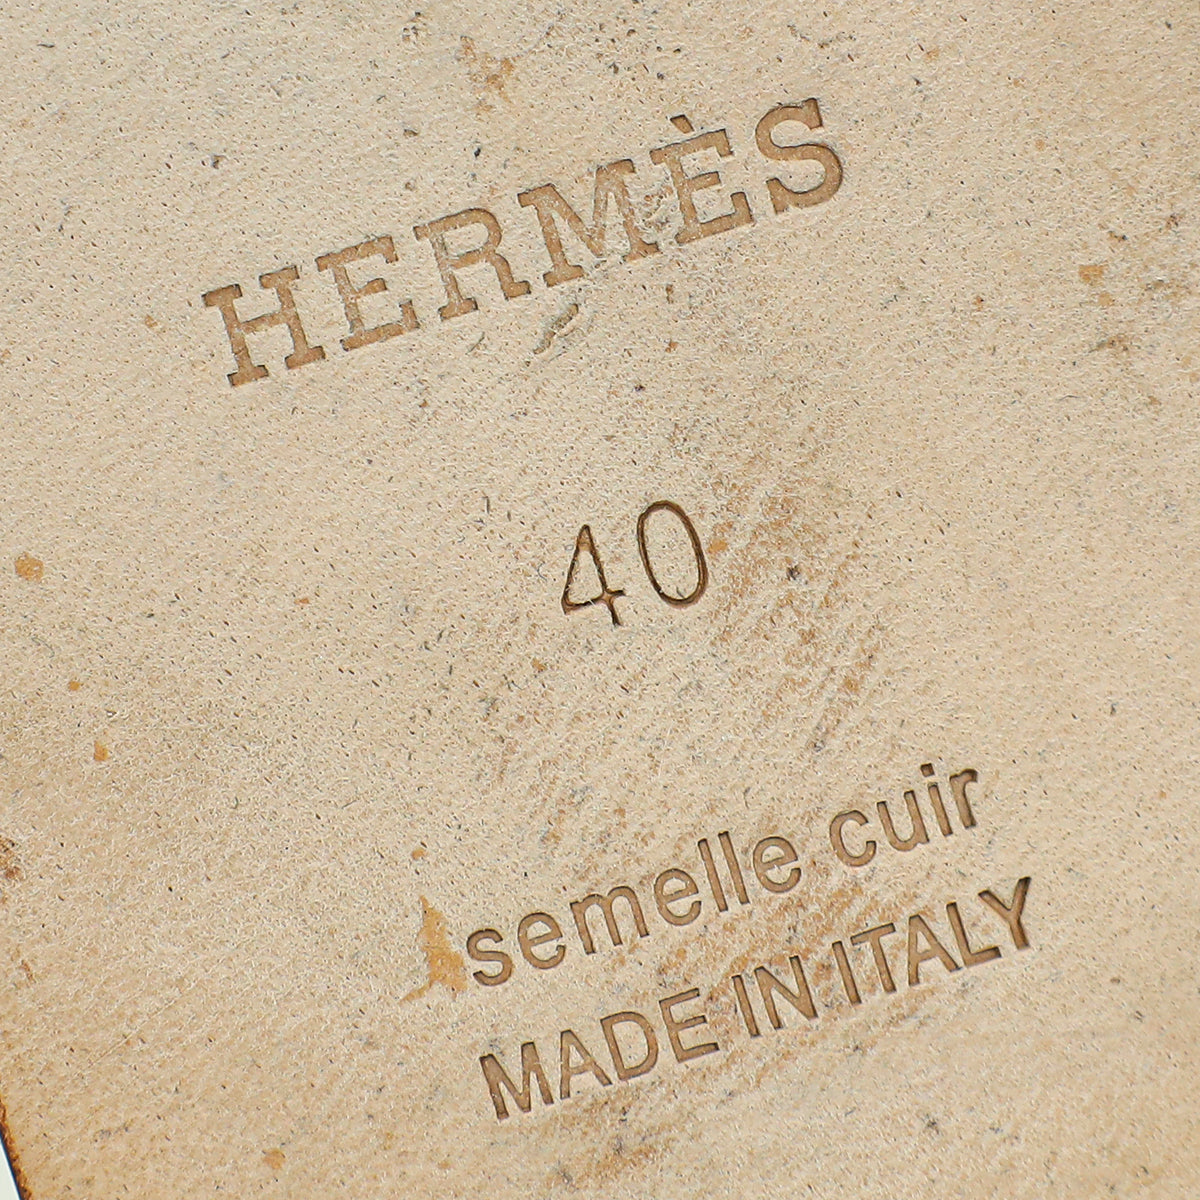 HERMÈS
40
semelle cuir
MADE IN ITALY